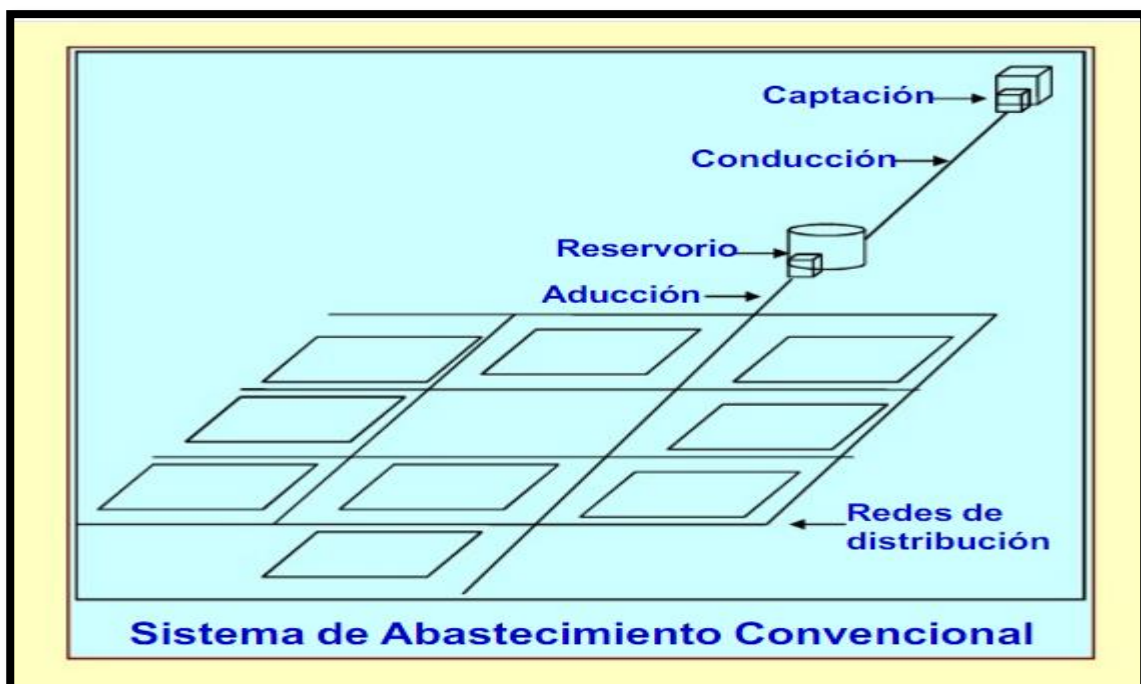 Captación
Conducción
Reservorio
Aducción
Redes de
distribución
Sistema de Abastecimiento Convencional